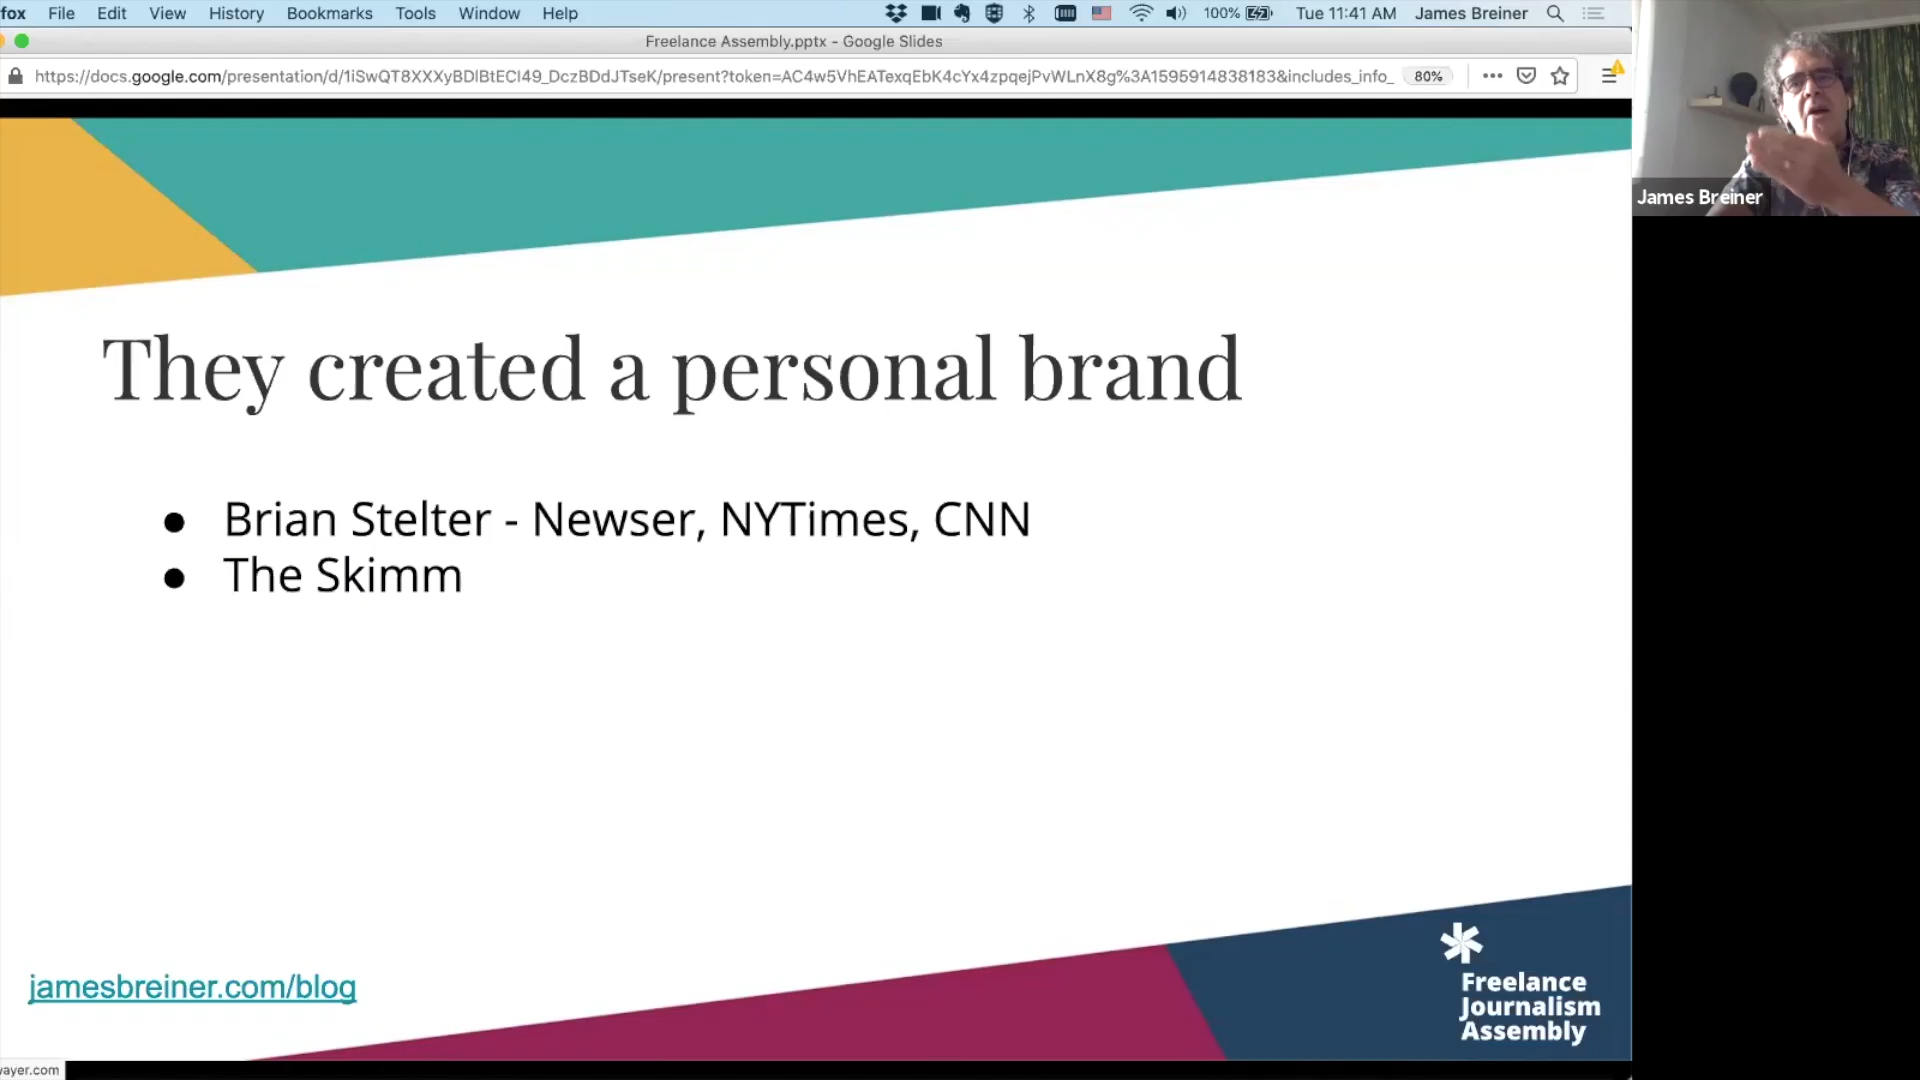 fox File Edit View History Bookmarks Tools Window Help 100% Tue 11:41 AM James Breiner
Freelance Assembly.pptx - Google Slides
https://docs.google.com/presentation/d/1iSwQT8XXXyBDlBtECI49_DczBDdJTseK/present?token=AC4w5VhEATexqEbK4cYx4zpqejPvWLnX8g%3A1595914838183&includes_info_ 80%
James Breiner
They created a personal brand
● Brian Stelter - Newser, NYTimes, CNN
● The Skimm
jamesbreiner.com/blog
Freelance
Journalism
Assembly
vayer.com